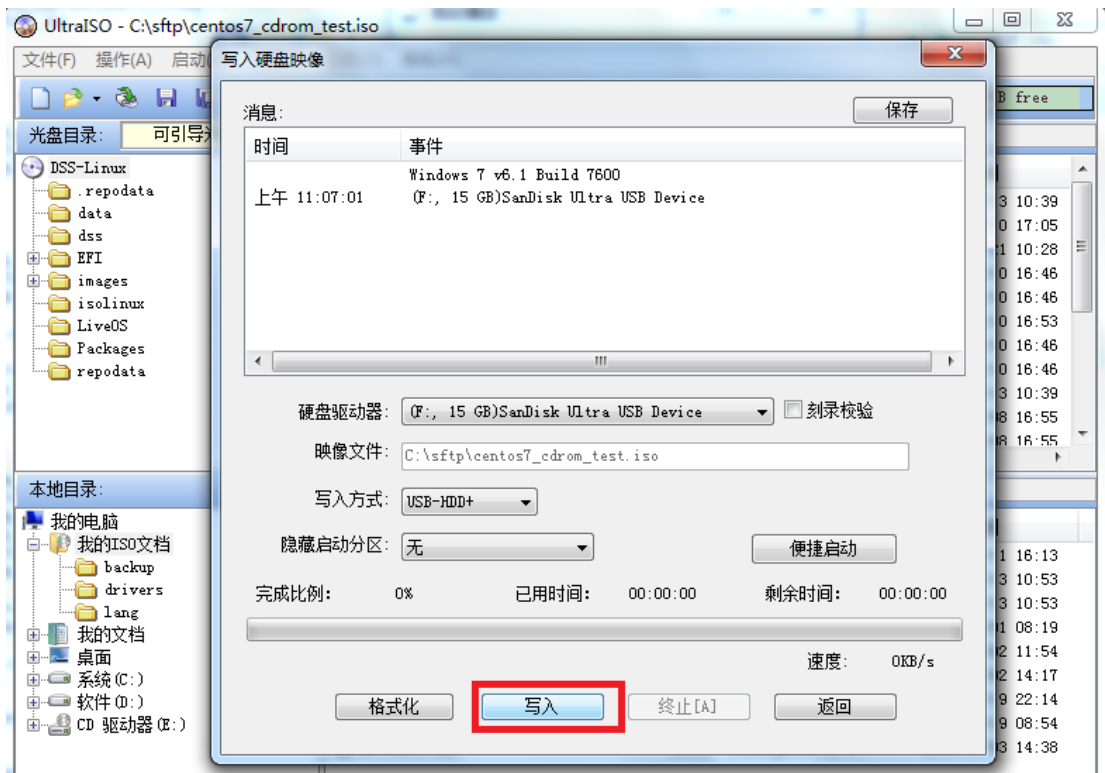 UltraISO - C:\sftp\centos7_cdrom_test.iso
文件(F) 操作(A) 启动(
写入硬盘映像
B free
光盘目录: 可引导
消息:
保存
时间 事件
Windows 7 v6.1 Build 7600
上午 11:07:01 (F:, 15 GB)SanDisk Ultra USB Device
DSS-Linux
.repodata
data
dss
EFI
images
isolinux
LiveOS
Packages
repodata
3 10:39
0 17:05
1 10:28
0 16:46
0 16:46
0 16:53
0 16:46
0 16:46
3 10:39
8 16:55
8 16:55
硬盘驱动器: (F:, 15 GB)SanDisk Ultra USB Device 刻录校验
映像文件: C:\sftp\centos7_cdrom_test.iso
写入方式: USB-HDD+
隐藏启动分区: 无 便捷启动
完成比例: 0% 已用时间: 00:00:00 剩余时间: 00:00:00
速度: 0KB/s
格式化 写入 终止[A] 返回
本地目录:
我的电脑
我的ISO文档
backup
drivers
lang
我的文档
桌面
系统(C:)
软件(D:)
CD 驱动器(E:)
1 16:13
3 10:53
3 10:53
1 08:19
2 11:54
2 14:17
9 22:14
9 08:54
3 14:38